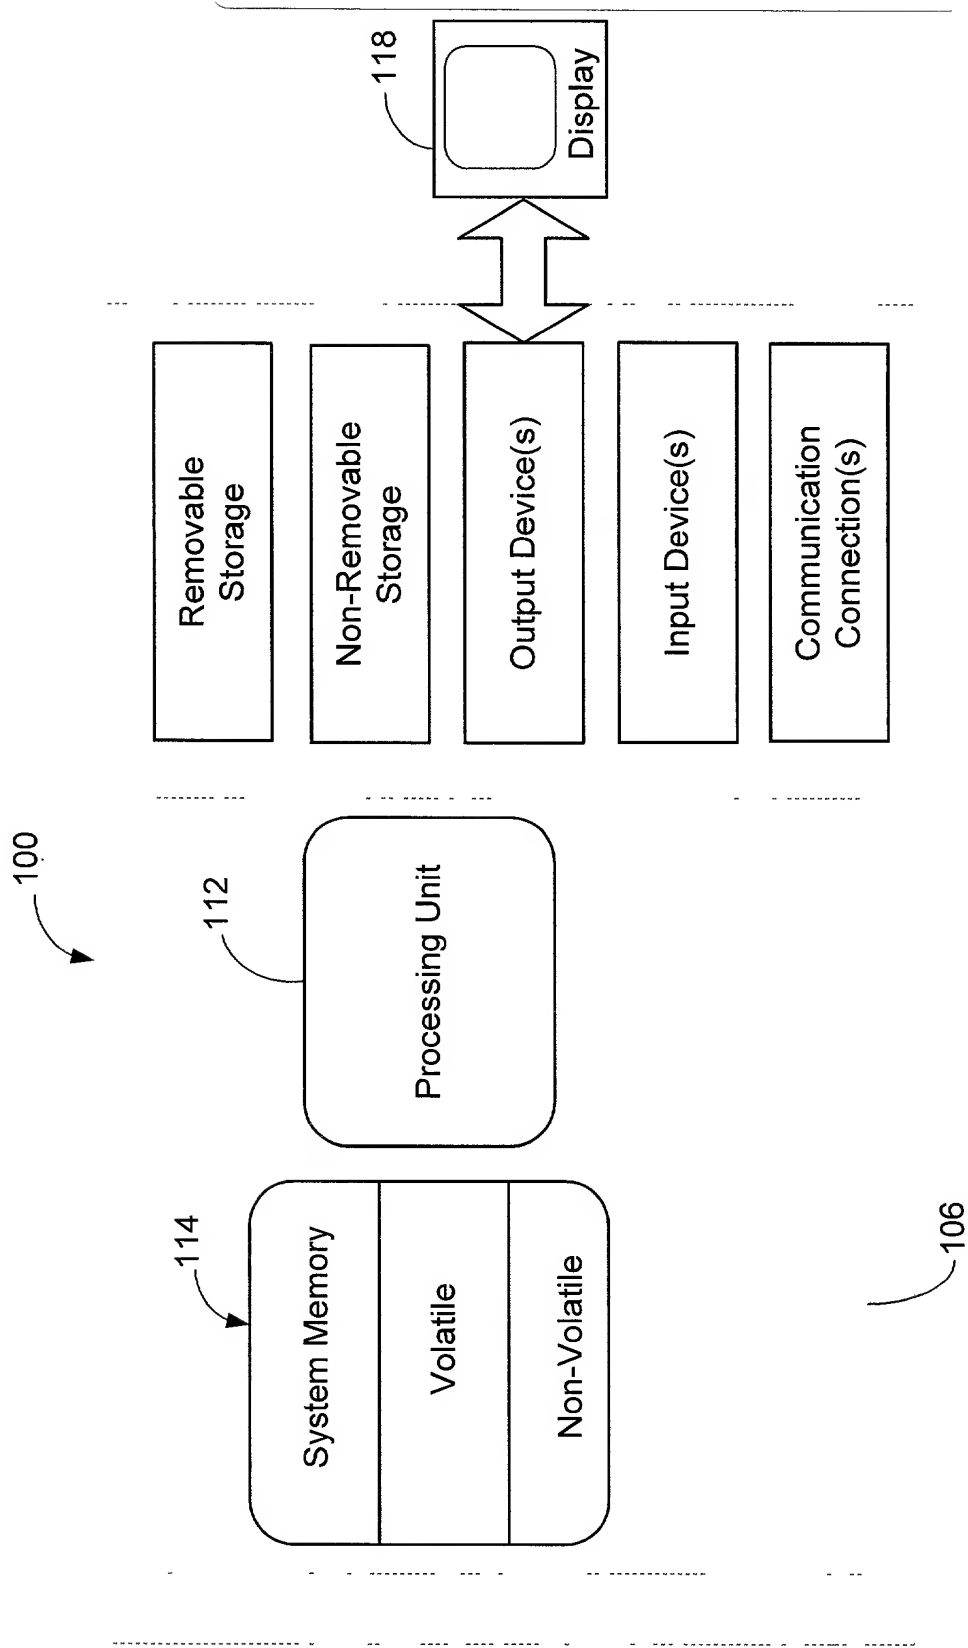 100
114
System Memory
Volatile
Non-Volatile
112
Processing Unit
Removable
Storage
Non-Removable
Storage
Output Device(s)
Input Device(s)
Communication
Connection(s)
118
Display
106